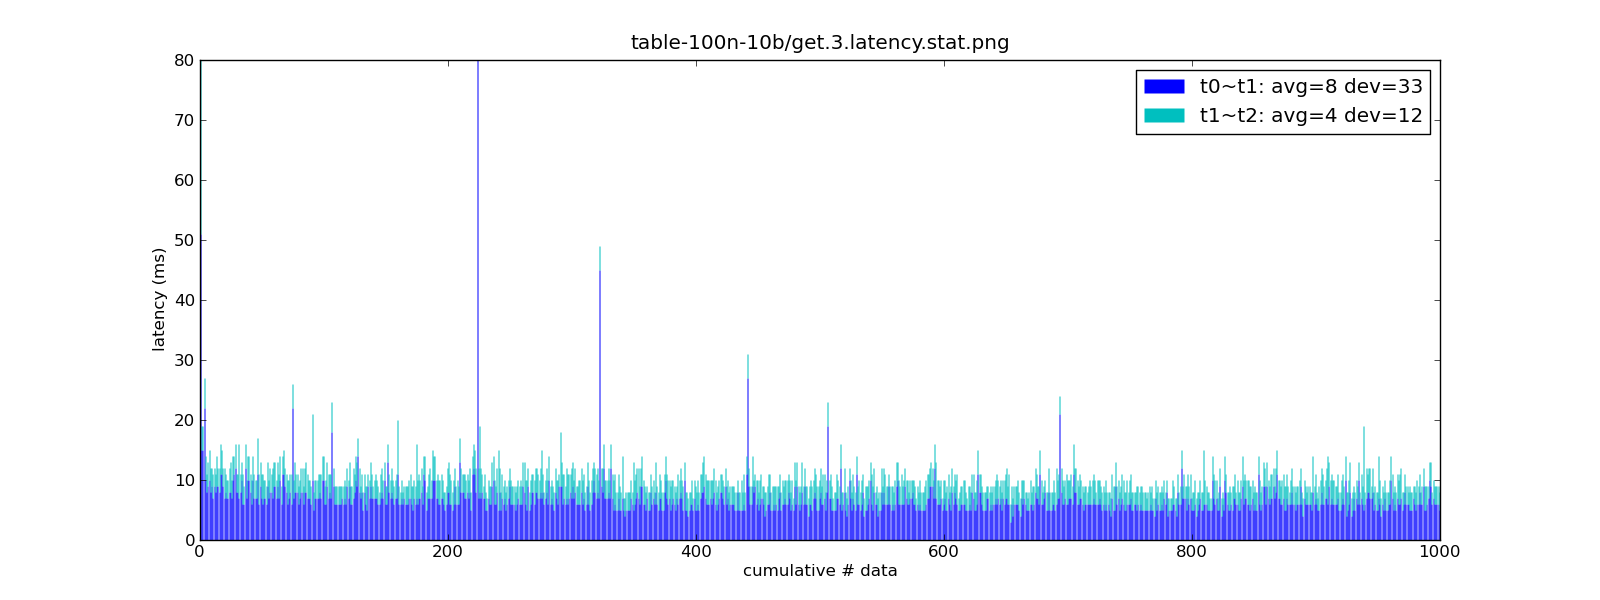 table-100n-10b/get.3.latency.stat.png
t0~t1: avg=8 dev=33
t1~t2: avg=4 dev=12
latency (ms)
80
70
60
50
40
30
20
10
0
0 200 400 600 800 1000
cumulative # data